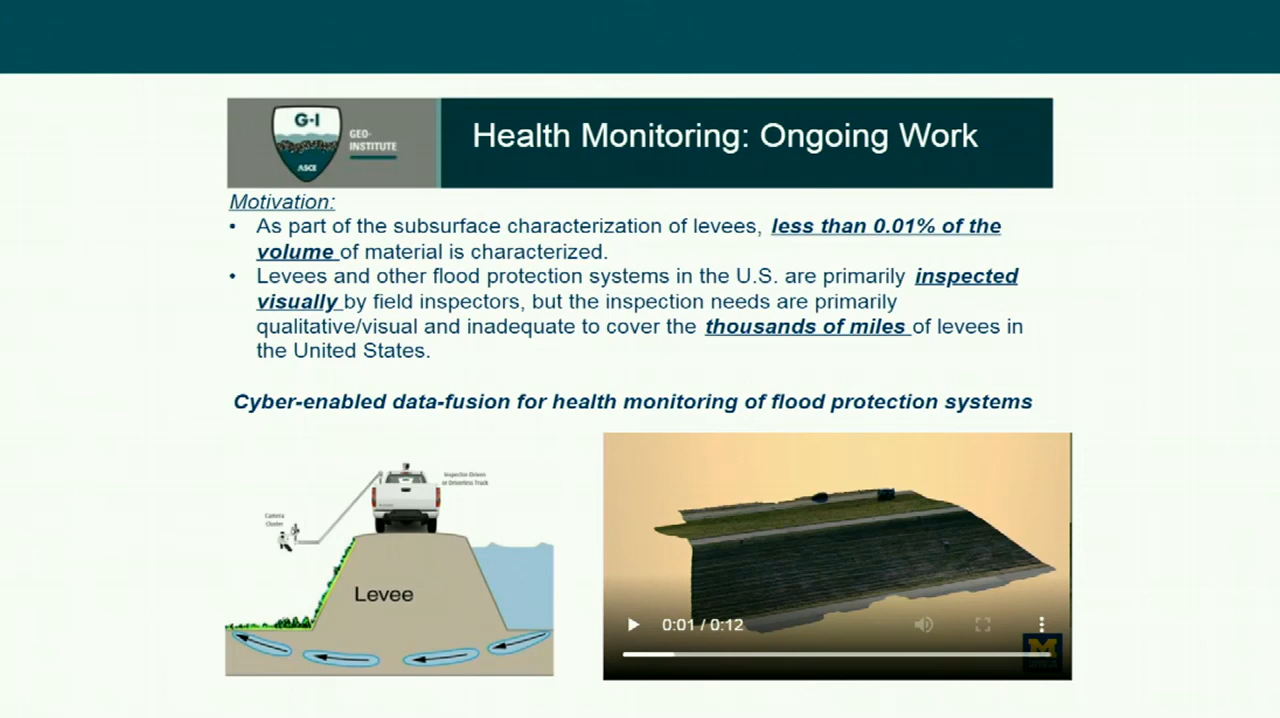 G-I
ASCE
GEO-
INSTITUTE
Health Monitoring: Ongoing Work
Motivation:
• As part of the subsurface characterization of levees, less than 0.01% of the
volume of material is characterized.
• Levees and other flood protection systems in the U.S. are primarily inspected
visually by field inspectors, but the inspection needs are primarily
qualitative/visual and inadequate to cover the thousands of miles of levees in
the United States.
Cyber-enabled data-fusion for health monitoring of flood protection systems
Inspector-Driven
or Driverless Truck
Camera
Cluster
Levee
0:01 / 0:12
M